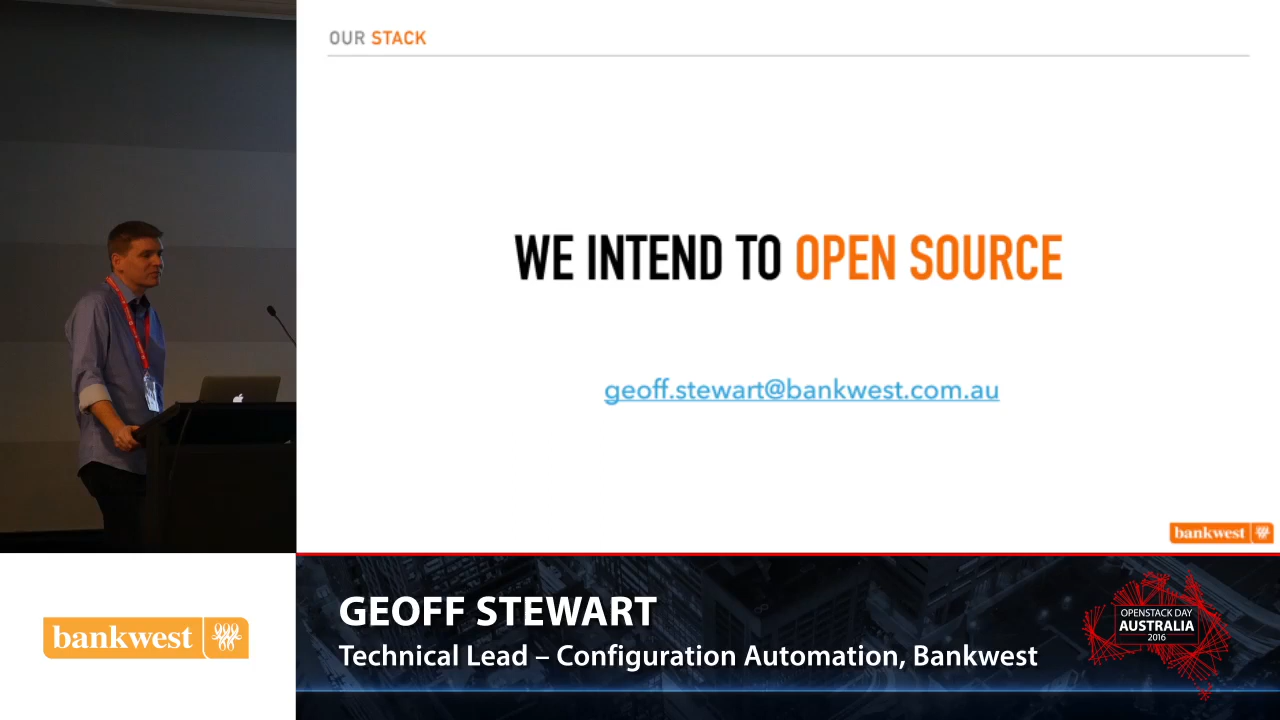 OUR STACK
WE INTEND TO OPEN SOURCE
geoff.stewart@bankwest.com.au
bankwest
bankwest
GEOFF STEWART
Technical Lead – Configuration Automation, Bankwest
OPENSTACK DAY
AUSTRALIA
2016